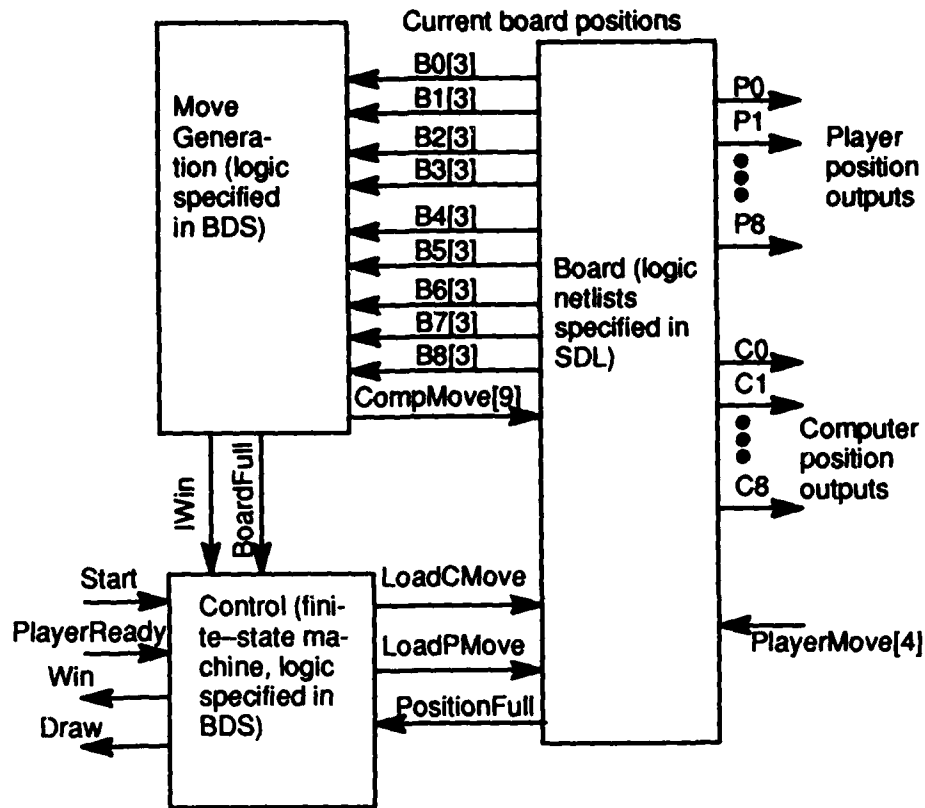 Current board positions
Move
Genera-
tion (logic
specified
in BDS)
B0[3]
B1[3]
B2[3]
B3[3]
B4[3]
B5[3]
B6[3]
B7[3]
B8[3]
CompMove[9]
Board (logic
netlists
specified in
SDL)
P0
P1
P8
Player
position
outputs
C0
C1
C8
Computer
position
outputs
IWin
BoardFull
Start
PlayerReady
Win
Draw
Control (fini-
te–state ma-
chine, logic
specified in
BDS)
LoadCMove
LoadPMove
PositionFull
PlayerMove[4]